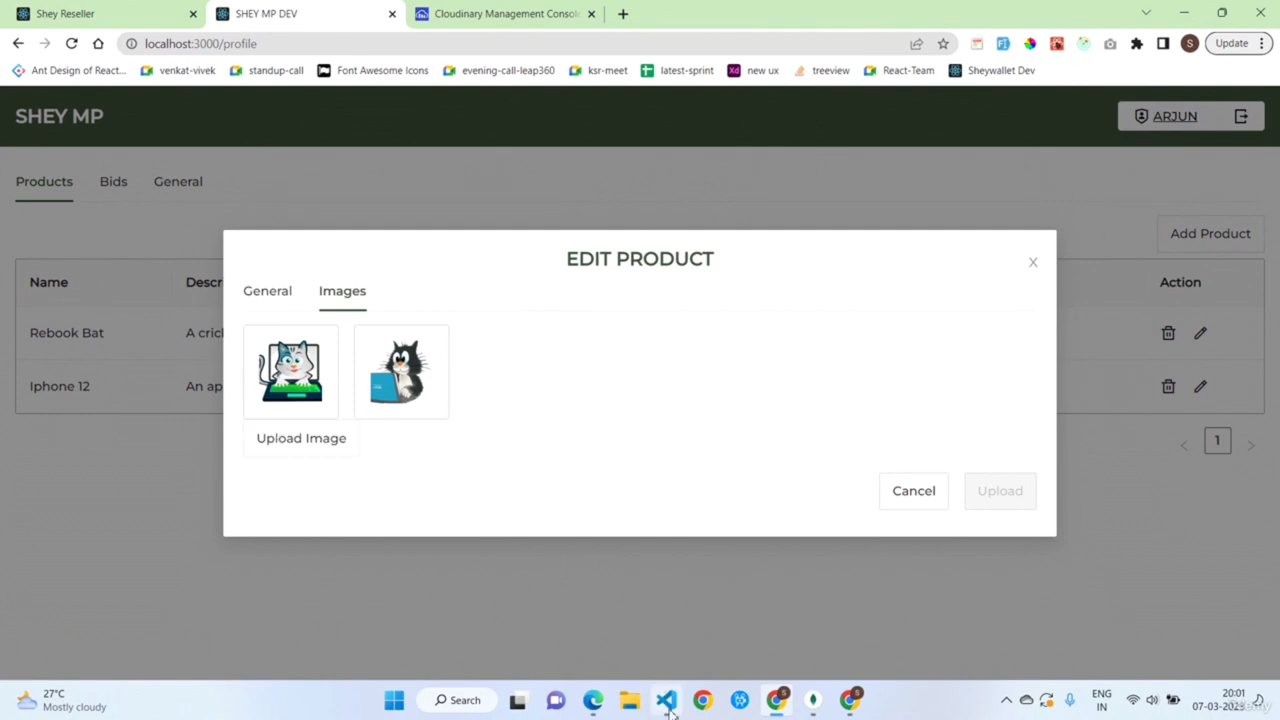 Shey Reseller
SHEY MP DEV
Cloudinary Management Consol
localhost:3000/profile
Update
Ant Design of React...
venkat-vivek
standup-call
Font Awesome Icons
evening-call-leap360
ksr-meet
latest-sprint
new ux
treeview
React-Team
Sheywallet Dev
SHEY MP
ARJUN
Products
Bids
General
Add Product
EDIT PRODUCT
General
Images
Name
Descr
Action
Rebook Bat
A cric
Iphone 12
An ap
Upload Image
1
Cancel
Upload
27°C
Mostly cloudy
Search
ENG
IN
20:01
07-03-2023